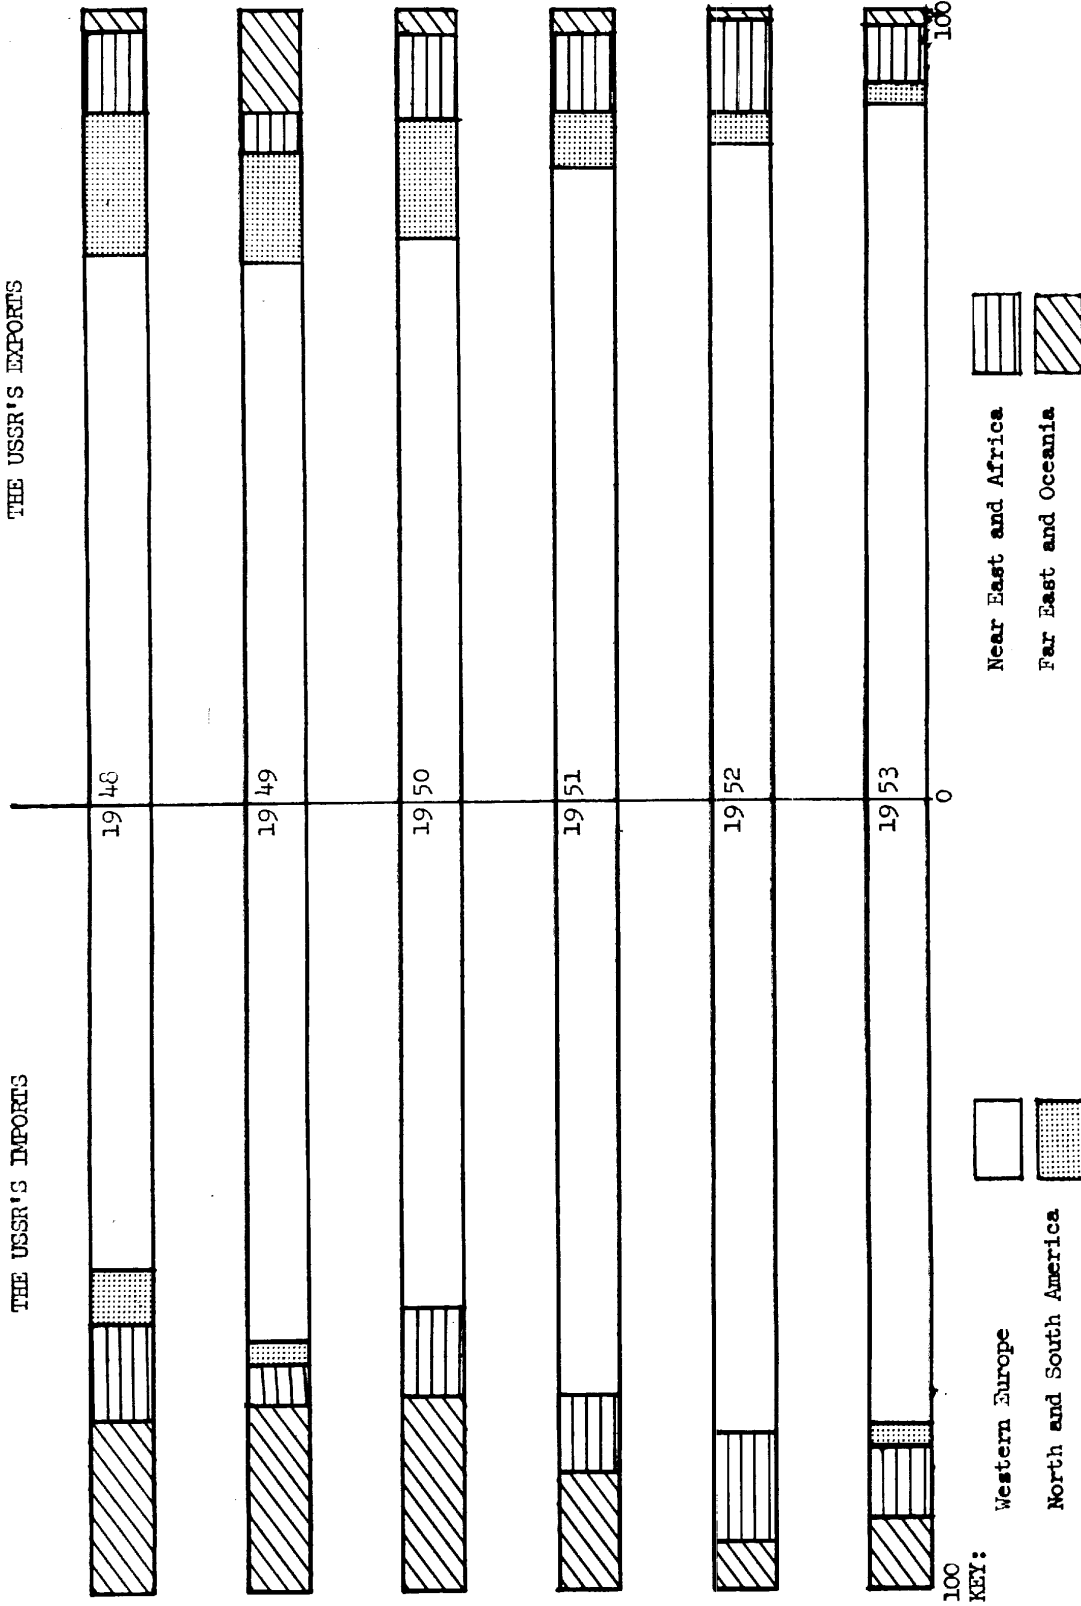 THE USSR'S IMPORTS
THE USSR'S EXPORTS
1948
1949
1950
1951
1952
1953
100
0
100
KEY:
Western Europe
North and South America
Near East and Africa
Far East and Oceania